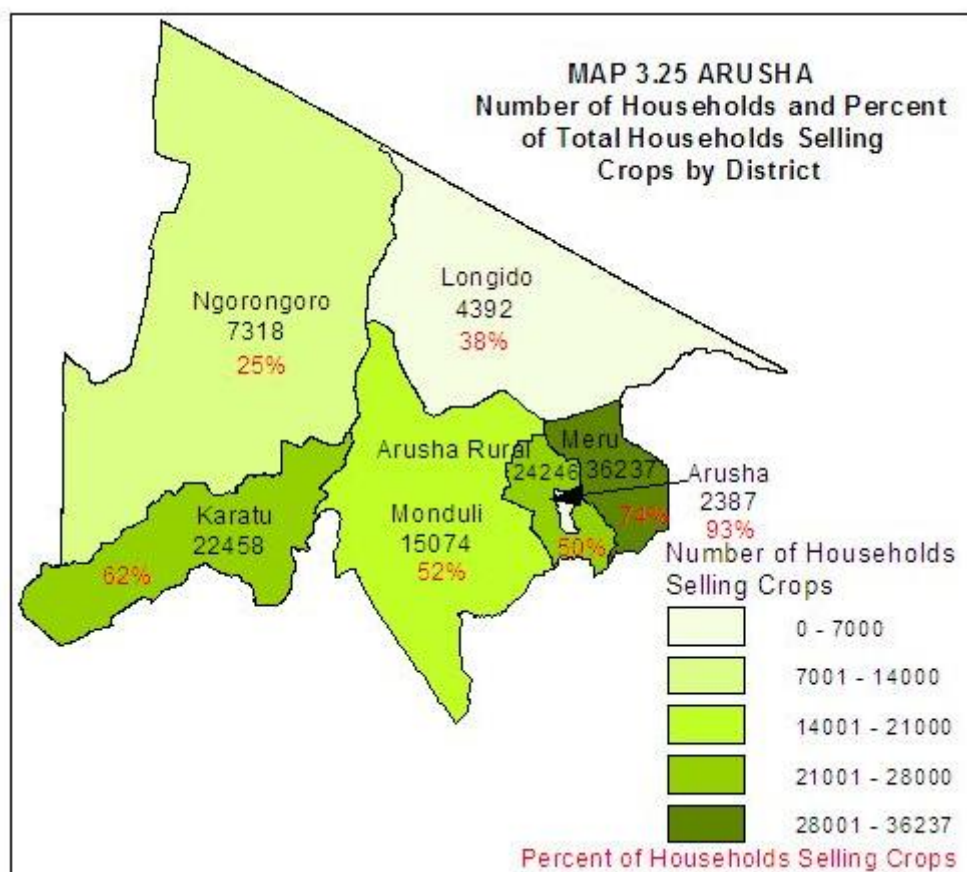 MAP 3.25 ARUSHA
Number of Households and Percent
of Total Households Selling
Crops by District
Longido
4392
38%
Ngorongoro
7318
25%
Arusha Rural
24246
50%
Meru
36237
74%
Arusha
2387
93%
Karatu
22458
62%
Monduli
15074
52%
Number of Households
Selling Crops
0 - 7000
7001 - 14000
14001 - 21000
21001 - 28000
28001 - 36237
Percent of Households Selling Crops